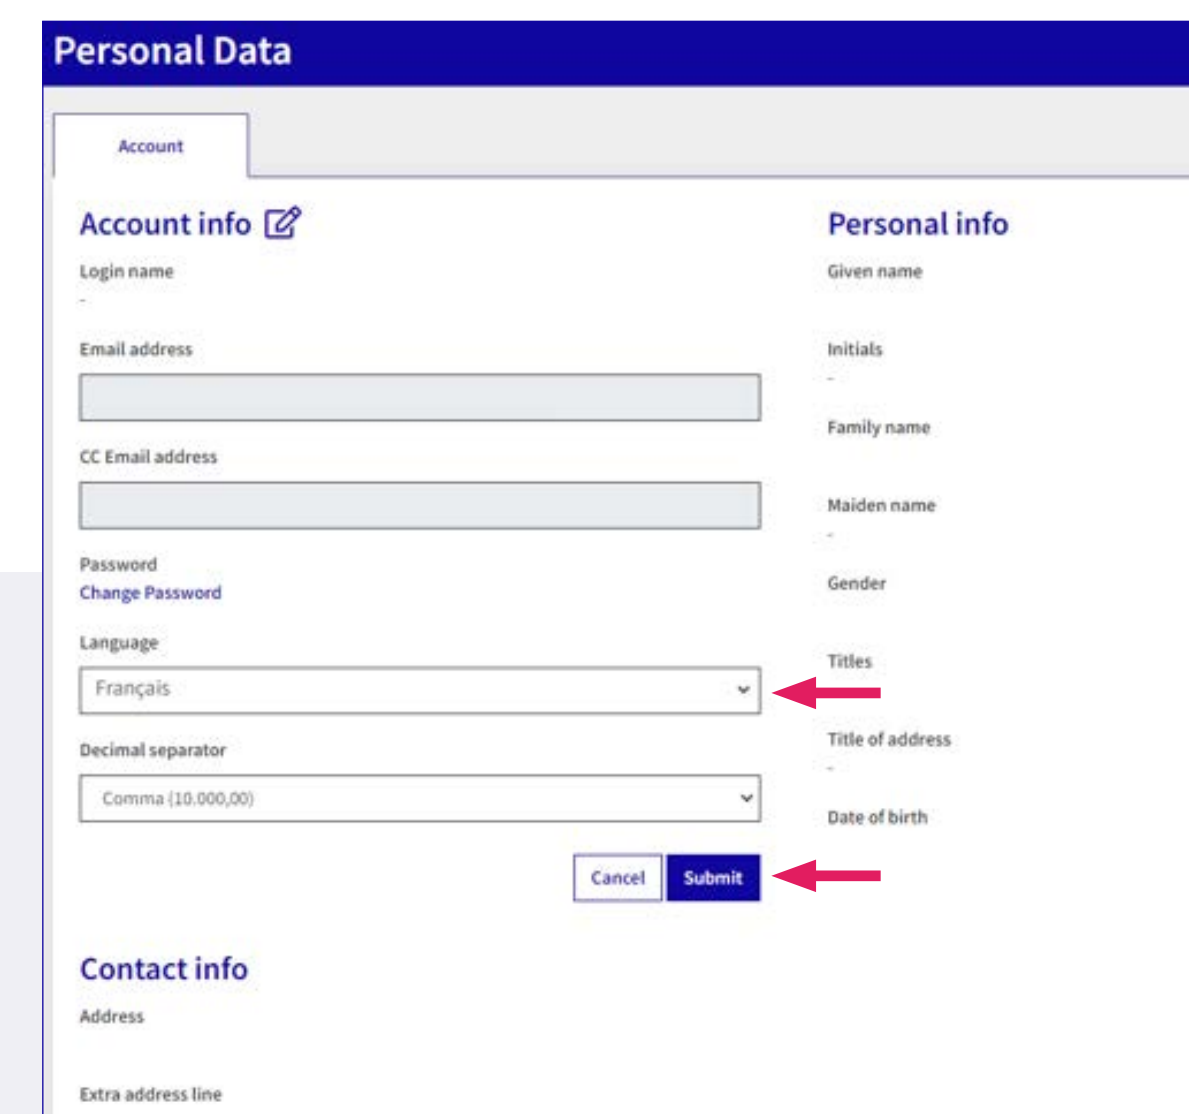 Personal Data
Account
Account info
Login name
-
Email address
CC Email address
Password
Change Password
Language
Français
Decimal separator
Comma (10.000,00)
Cancel
Submit
Contact info
Address
Extra address line
Personal info
Given name
Initials
-
Family name
Maiden name
-
Gender
Titles
Title of address
-
Date of birth